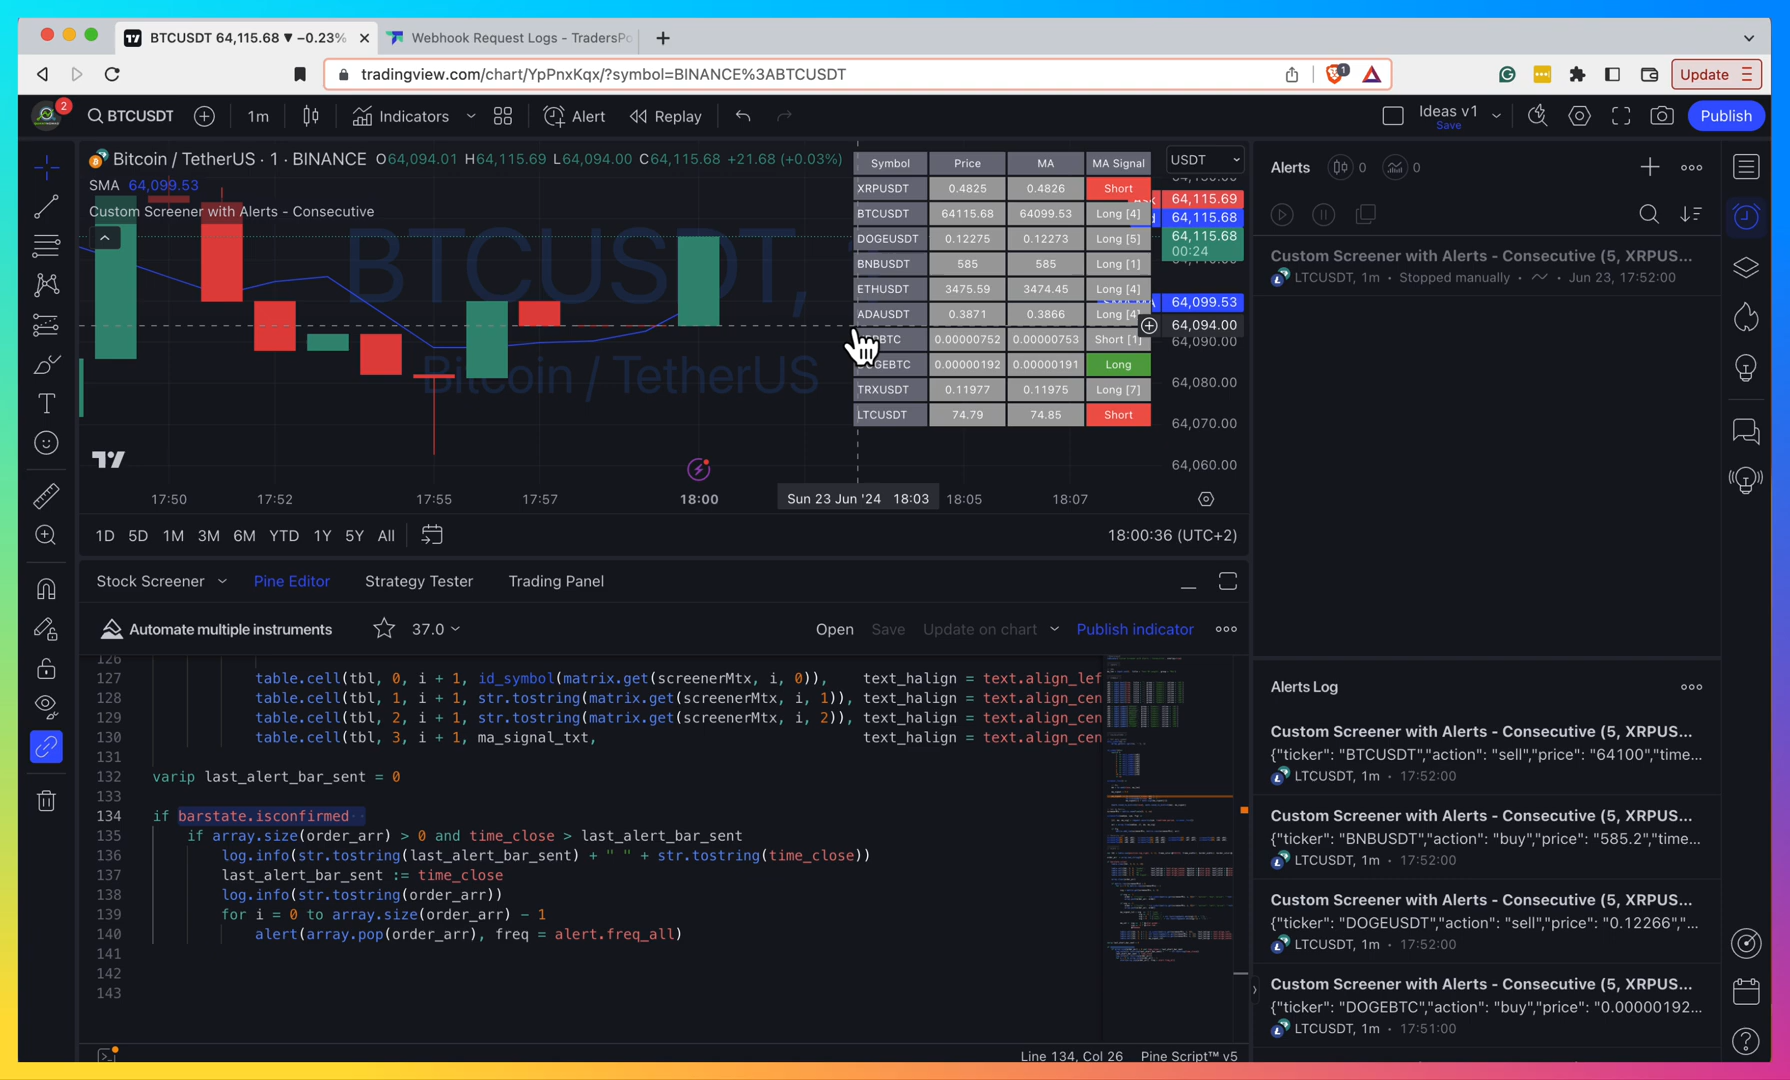 BTCUSDT 64,115.68 ▼ −0.23%
Webhook Request Logs - TradersPo
tradingview.com/chart/YpPnxKqx/?symbol=BINANCE%3ABTCUSDT
1
Update
2
BTCUSDT
1m
Indicators
Alert
Replay
Ideas v1
Save
Publish
Bitcoin / TetherUS · 1 · BINANCE O64,094.01 H64,115.69 L64,094.00 C64,115.68 +21.68 (+0.03%)
SMA 64,099.53
Custom Screener with Alerts - Consecutive
BTCUSDT,
Bitcoin / TetherUS
Symbol Price MA MA Signal
XRPUSDT 0.4825 0.4826 Short
BTCUSDT 64115.68 64099.53 Long [4]
DOGEUSDT 0.12275 0.12273 Long [5]
BNBUSDT 585 585 Long [1]
ETHUSDT 3475.59 3474.45 Long [4]
ADAUSDT 0.3871 0.3866 Long [4]
0.00000752 0.00000753 Short [1]
0.00000192 0.00000191 Long
TRXUSDT 0.11977 0.11975 Long [7]
LTCUSDT 74.79 74.85 Short
USDT
64,115.69
64,115.68
64,115.68
00:24
64,099.53
64,094.00
64,090.00
64,080.00
64,070.00
64,060.00
17:50 17:52 17:55 17:57 18:00 Sun 23 Jun '24 18:03 18:05 18:07
1D 5D 1M 3M 6M YTD 1Y 5Y All
18:00:36 (UTC+2)
Stock Screener Pine Editor Strategy Tester Trading Panel
Automate multiple instruments 37.0 Open Save Update on chart Publish indicator
126
127 table.cell(tbl, 0, i + 1, id_symbol(matrix.get(screenerMtx, i, 0)), text_halign = text.align_lef
128 table.cell(tbl, 1, i + 1, str.tostring(matrix.get(screenerMtx, i, 1)), text_halign = text.align_cen
129 table.cell(tbl, 2, i + 1, str.tostring(matrix.get(screenerMtx, i, 2)), text_halign = text.align_cen
130 table.cell(tbl, 3, i + 1, ma_signal_txt, text_halign = text.align_cen
131
132 varip last_alert_bar_sent = 0
133
134 if barstate.isconfirmed
135 if array.size(order_arr) > 0 and time_close > last_alert_bar_sent
136 log.info(str.tostring(last_alert_bar_sent) + " " + str.tostring(time_close))
137 last_alert_bar_sent := time_close
138 log.info(str.tostring(order_arr))
139 for i = 0 to array.size(order_arr) - 1
140 alert(array.pop(order_arr), freq = alert.freq_all)
141
142
143
Line 134, Col 26 Pine Script™ v5
Alerts 0 0
Custom Screener with Alerts - Consecutive (5, XRPUS...
LTCUSDT, 1m • Stopped manually • Jun 23, 17:52:00
Alerts Log
Custom Screener with Alerts - Consecutive (5, XRPUS...
{"ticker": "BTCUSDT","action": "sell","price": "64100","time...
LTCUSDT, 1m • 17:52:00
Custom Screener with Alerts - Consecutive (5, XRPUS...
{"ticker": "BNBUSDT","action": "buy","price": "585.2","time...
LTCUSDT, 1m • 17:52:00
Custom Screener with Alerts - Consecutive (5, XRPUS...
{"ticker": "DOGEUSDT","action": "sell","price": "0.12266","...
LTCUSDT, 1m • 17:52:00
Custom Screener with Alerts - Consecutive (5, XRPUS...
{"ticker": "DOGEBTC","action": "buy","price": "0.00000192...
LTCUSDT, 1m • 17:51:00